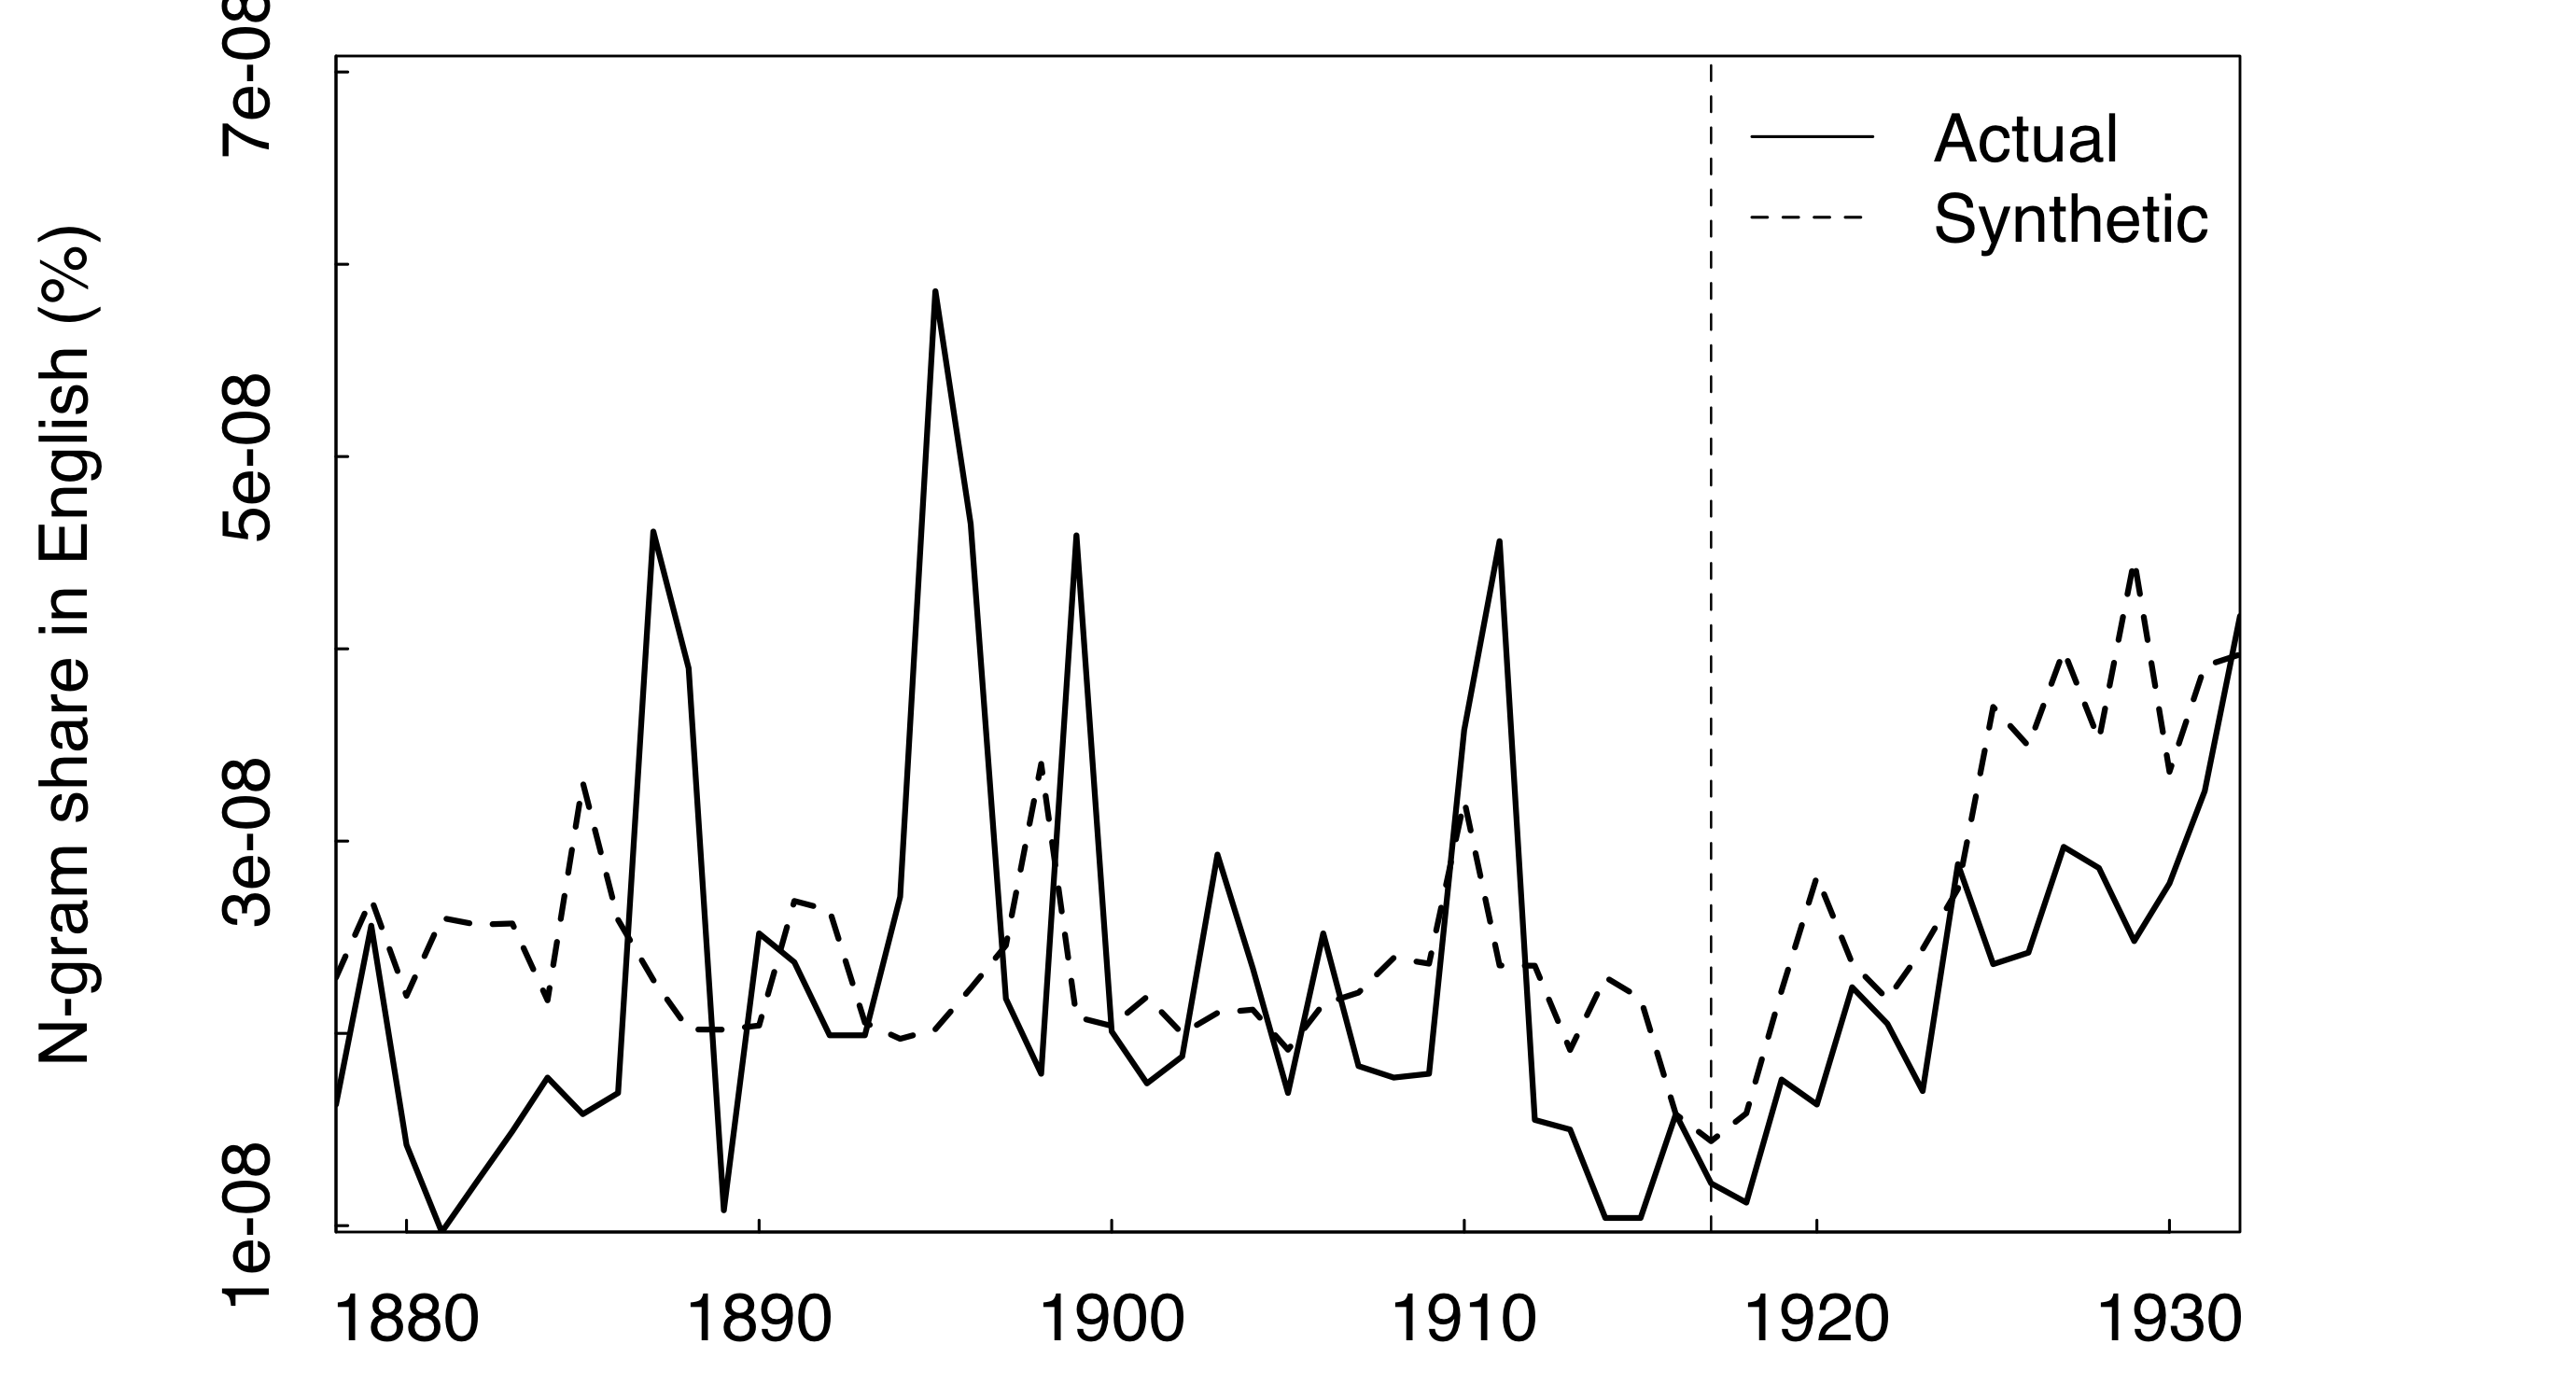 N-gram share in English (%)
7e-08
5e-08
3e-08
1e-08
Actual
Synthetic
1880
1890
1900
1910
1920
1930